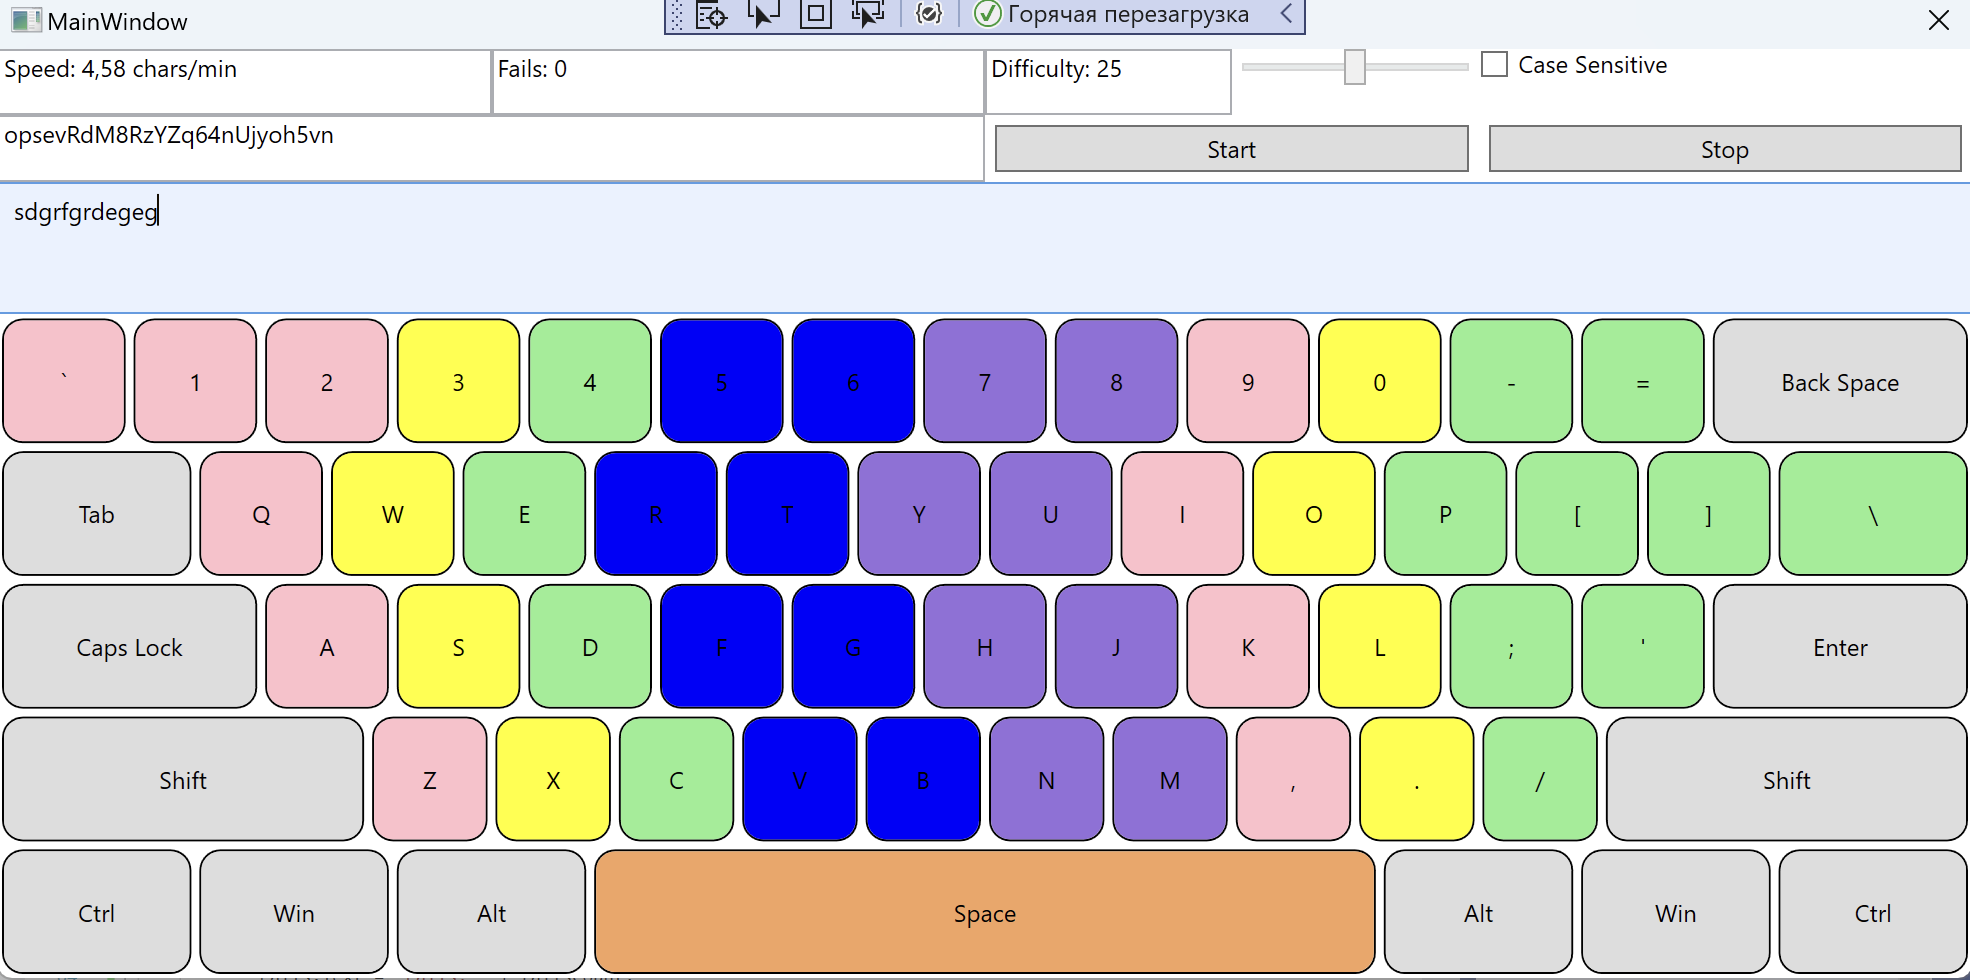 MainWindow
Горячая перезагрузка
Speed: 4,58 chars/min
Fails: 0
Difficulty: 25
Case Sensitive
opsevRdM8RzYZq64nUjyoh5vn
Start
Stop
sdgrfgrdegeg
` 1 2 3 4 5 6 7 8 9 0 - = Back Space
Tab Q W E R T Y U I O P [ ] \
Caps Lock A S D F G H J K L ; ' Enter
Shift Z X C V B N M , . / Shift
Ctrl Win Alt Space Alt Win Ctrl